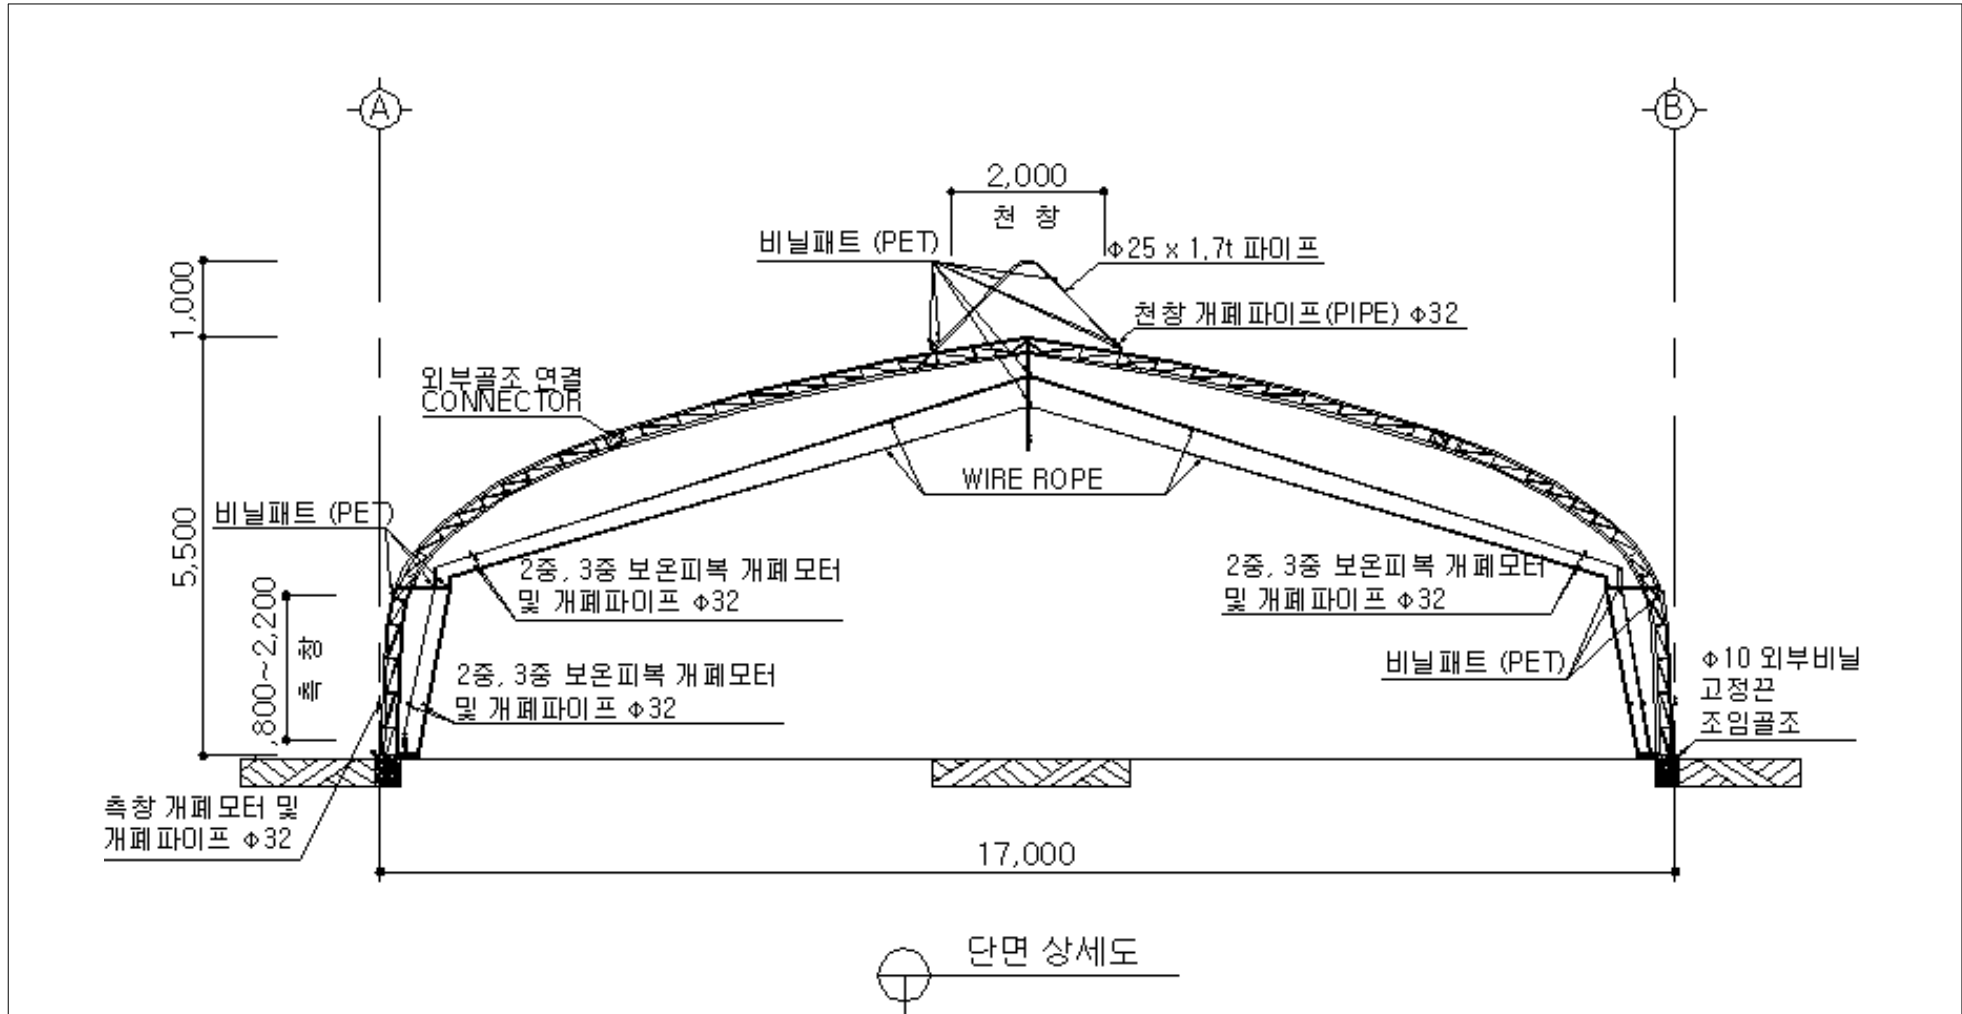 A
B
2,000
천 창
비닐패트 (PET)
Φ25 x 1.7t 파이프
1,000
천창 개폐파이프(PIPE) Φ32
외부골조 연결
CONNECTOR
WIRE ROPE
비닐패트 (PET)
5,500
2중, 3중 보온피복 개폐모터
및 개폐파이프 Φ32
2중, 3중 보온피복 개폐모터
및 개폐파이프 Φ32
,800~2,200
측 창
2중, 3중 보온피복 개폐모터
및 개폐파이프 Φ32
비닐패트 (PET)
Φ10 외부비닐
고정끈
조임골조
측창 개폐모터 및
개폐파이프 Φ32
17,000
단면 상세도